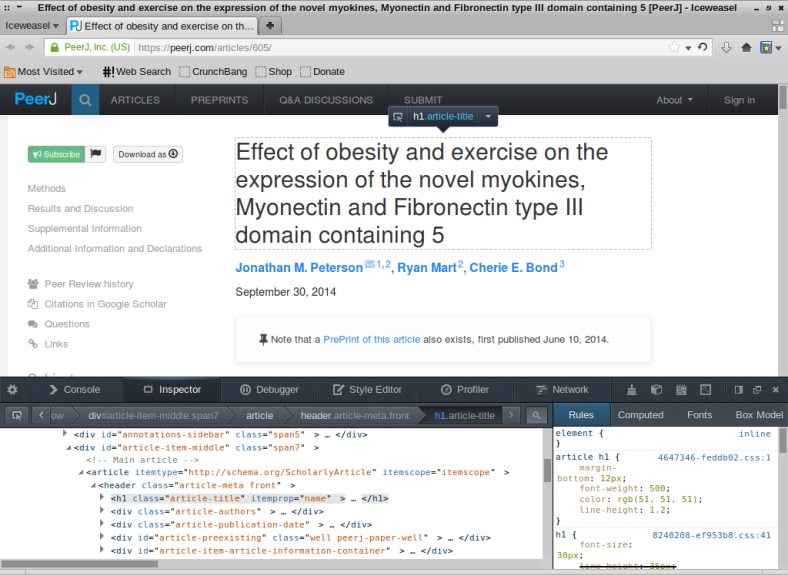 Effect of obesity and exercise on the expression of the novel myokines, Myonectin and Fibronectin type III domain containing 5 [PeerJ] - Iceweasel
Iceweasel
Effect of obesity and exercise on th...
PeerJ, Inc. (US) https://peerj.com/articles/605/
Most Visited #!Web Search CrunchBang Shop Donate
PeerJ ARTICLES PREPRINTS Q&A DISCUSSIONS SUBMIT About Sign in
h1.article-title
Subscribe Download as
Effect of obesity and exercise on the
expression of the novel myokines,
Myonectin and Fibronectin type III
domain containing 5
Methods
Results and Discussion
Supplemental Information
Additional Information and Declarations
Jonathan M. Peterson 1,2, Ryan Mart2, Cherie E. Bond3
September 30, 2014
Peer Review history
Citations in Google Scholar
Questions
Links
Note that a PrePrint of this article also exists, first published June 10, 2014.
Console Inspector Debugger Style Editor Profiler Network
ow div#article-item-middle.span7 article header.article-meta.front h1.article-title
Rules Computed Fonts Box Model
<div id="annotations-sidebar" class="span5" > … </div>
<div id="article-item-middle" class="span7" >
<!-- Main article -->
<article itemtype="http://schema.org/ScholarlyArticle" itemscope="itemscope" >
<header class="article-meta front" >
<h1 class="article-title" itemprop="name" > … </h1>
<div class="article-authors" > … </div>
<div class="article-publication-date" > … </div>
<div id="article-preexisting" class="well peerj-paper-well" > … </div>
<div id="article-item-article-information-container" > … </div>
element { inline
}
article h1 { 4647346-feddb02.css:1
margin-
bottom: 12px;
font-weight: 500;
color: rgb(51, 51, 51);
line-height: 1.2;
}
h1 { 8240208-ef953b8.css:41
font-size:
30px;
line-height: 36px;